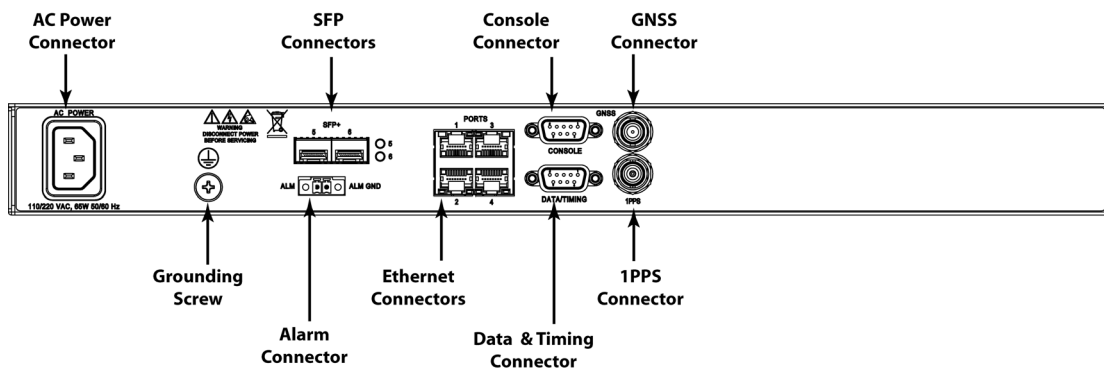 AC Power
Connector
SFP
Connectors
Console
Connector
GNSS
Connector
AC POWER
WARNING
DISCONNECT POWER
BEFORE SERVICING
SFP+
5 6
5
6
PORTS
1 3
2 4
GNSS
CONSOLE
ALM
ALM GND
DATA/TIMING
1PPS
110/220 VAC, 65W 50/60 Hz
Grounding
Screw
Ethernet
Connectors
1PPS
Connector
Alarm
Connector
Data & Timing
Connector